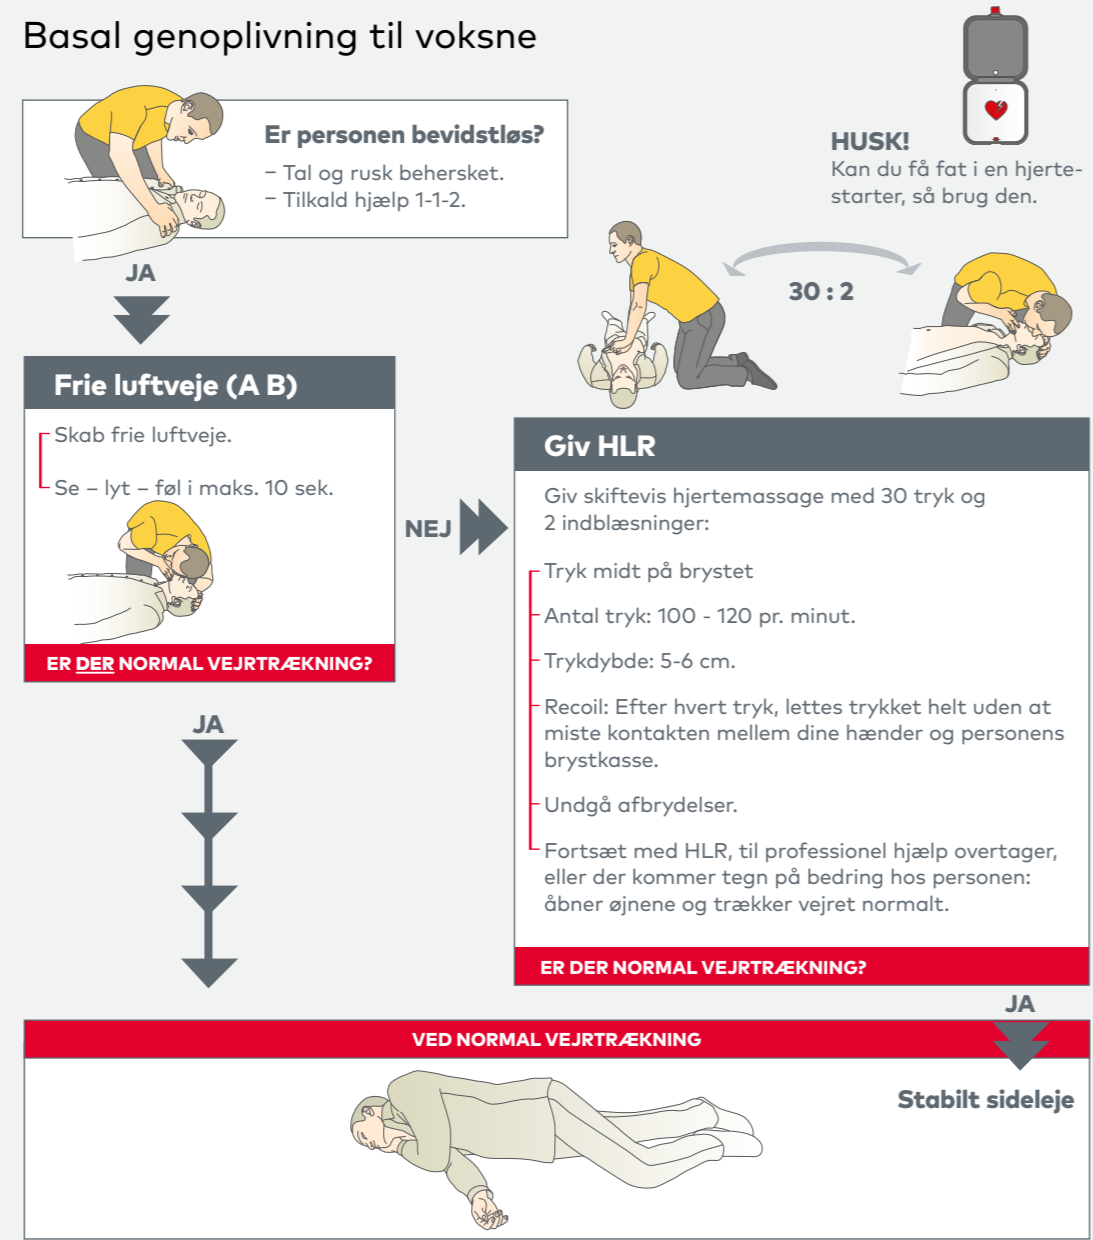 Basal genoplivning til voksne
Er personen bevidstløs?
– Tal og rusk behersket.
– Tilkald hjælp 1-1-2.
HUSK!
Kan du få fat i en hjerte-
starter, så brug den.
JA
30 : 2
Frie luftveje (A B)
Skab frie luftveje.
Se – lyt – føl i maks. 10 sek.
ER DER NORMAL VEJRTRÆKNING?
NEJ
Giv HLR
Giv skiftevis hjertemassage med 30 tryk og
2 indblæsninger:
Tryk midt på brystet
Antal tryk: 100 - 120 pr. minut.
Trykdybde: 5-6 cm.
Recoil: Efter hvert tryk, lettes trykket helt uden at
miste kontakten mellem dine hænder og personens
brystkasse.
Undgå afbrydelser.
Fortsæt med HLR, til professionel hjælp overtager,
eller der kommer tegn på bedring hos personen:
åbner øjnene og trækker vejret normalt.
ER DER NORMAL VEJRTRÆKNING?
JA
JA
VED NORMAL VEJRTRÆKNING
Stabilt sideleje